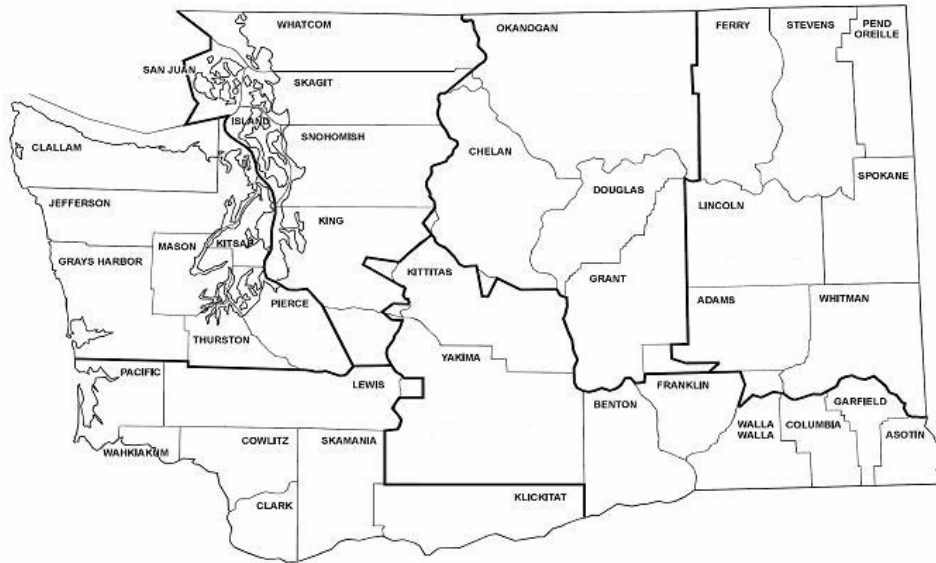 WHATCOM
OKANOGAN
FERRY
STEVENS
PEND
OREILLE
SAN JUAN
SKAGIT
ISLAND
SNOHOMISH
CLALLAM
CHELAN
DOUGLAS
SPOKANE
JEFFERSON
KING
LINCOLN
MASON
KITSAP
GRAYS HARBOR
KITTITAS
GRANT
PIERCE
ADAMS
WHITMAN
THURSTON
YAKIMA
PACIFIC
LEWIS
FRANKLIN
BENTON
GARFIELD
WALLA
WALLA
COLUMBIA
ASOTIN
WAHKIAKUM
COWLITZ
SKAMANIA
CLARK
KLICKITAT